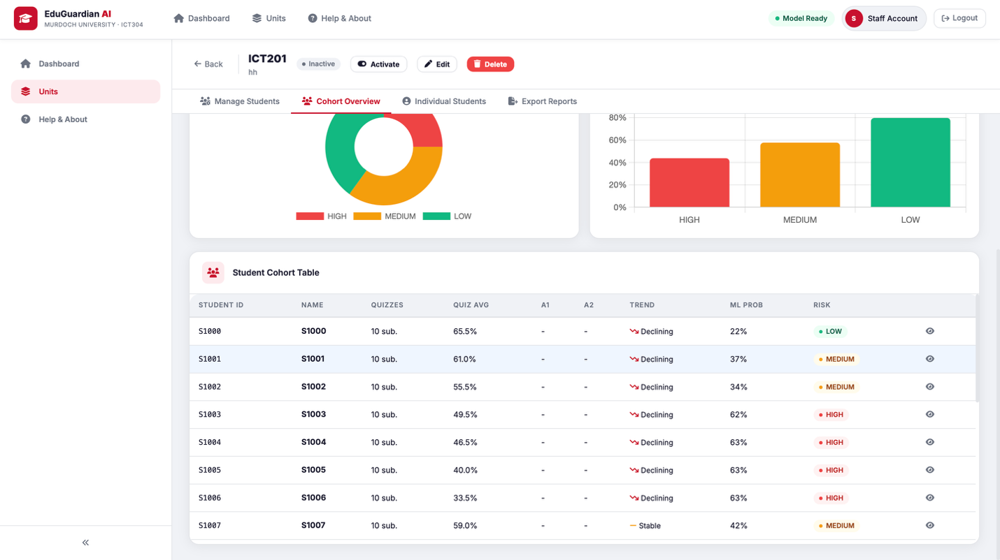 EduGuardian AI
MURDOCH UNIVERSITY · ICT304
Dashboard
Units
Help & About
Model Ready
S
Staff Account
Logout
Dashboard
Units
Help & About
Back
ICT201
hh
Inactive
Activate
Edit
Delete
Manage Students
Cohort Overview
Individual Students
Export Reports
HIGH MEDIUM LOW
80%
60%
40%
20%
0%
HIGH MEDIUM LOW
Student Cohort Table
STUDENT ID NAME QUIZZES QUIZ AVG A1 A2 TREND ML PROB RISK
S1000 S1000 10 sub. 65.5% - - Declining 22% LOW
S1001 S1001 10 sub. 61.0% - - Declining 37% MEDIUM
S1002 S1002 10 sub. 55.5% - - Declining 34% MEDIUM
S1003 S1003 10 sub. 49.5% - - Declining 62% HIGH
S1004 S1004 10 sub. 46.5% - - Declining 63% HIGH
S1005 S1005 10 sub. 40.0% - - Declining 63% HIGH
S1006 S1006 10 sub. 33.5% - - Declining 63% HIGH
S1007 S1007 10 sub. 59.0% - - Stable 42% MEDIUM